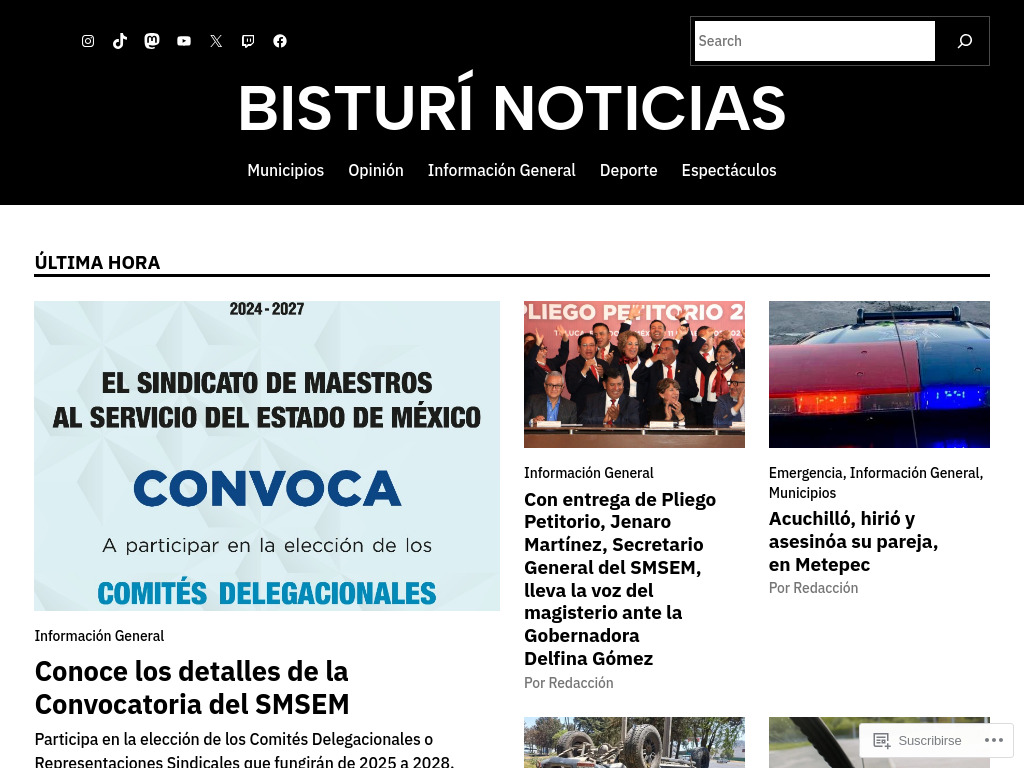 Search
BISTURÍ NOTICIAS
Municipios Opinión Información General Deporte Espectáculos
ÚLTIMA HORA
2024 - 2027
EL SINDICATO DE MAESTROS
AL SERVICIO DEL ESTADO DE MÉXICO
CONVOCA
A participar en la elección de los
COMITÉS DELEGACIONALES
Información General
Conoce los detalles de la
Convocatoria del SMSEM
Participa en la elección de los Comités Delegacionales o
Representaciones Sindicales que fungirán de 2025 a 2028.
PLIEGO PETITORIO 2
Información General
Con entrega de Pliego
Petitorio, Jenaro
Martínez, Secretario
General del SMSEM,
lleva la voz del
magisterio ante la
Gobernadora
Delfina Gómez
Por Redacción
Emergencia, Información General,
Municipios
Acuchilló, hirió y
asesinóa su pareja,
en Metepec
Por Redacción
Suscribirse